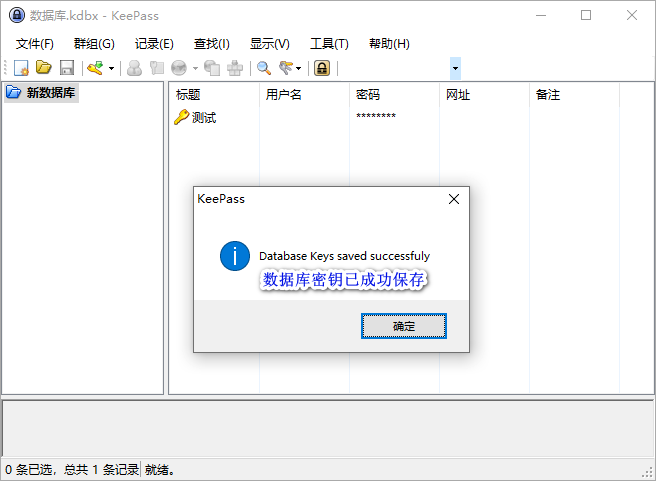 数据库.kdbx - KeePass
文件(F) 群组(G) 记录(E) 查找(I) 显示(V) 工具(T) 帮助(H)
新数据库
标题 用户名 密码 网址 备注
测试 ********
KeePass
Database Keys saved successfuly
数据库密钥已成功保存
确定
0 条已选，总共 1 条记录 就绪。